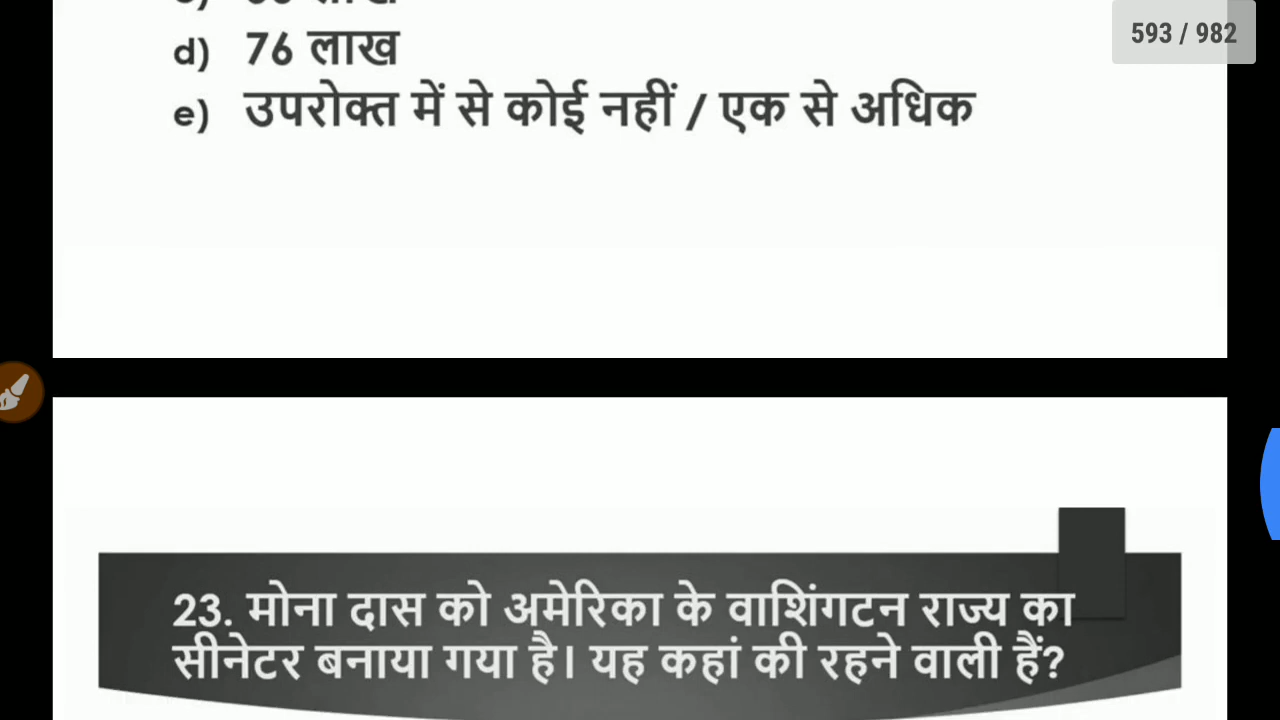 593 / 982
d) 76 लाख
e) उपरोक्त में से कोई नहीं / एक से अधिक
23. मोना दास को अमेरिका के वाशिंगटन राज्य का
सीनेटर बनाया गया है। यह कहां की रहने वाली हैं?